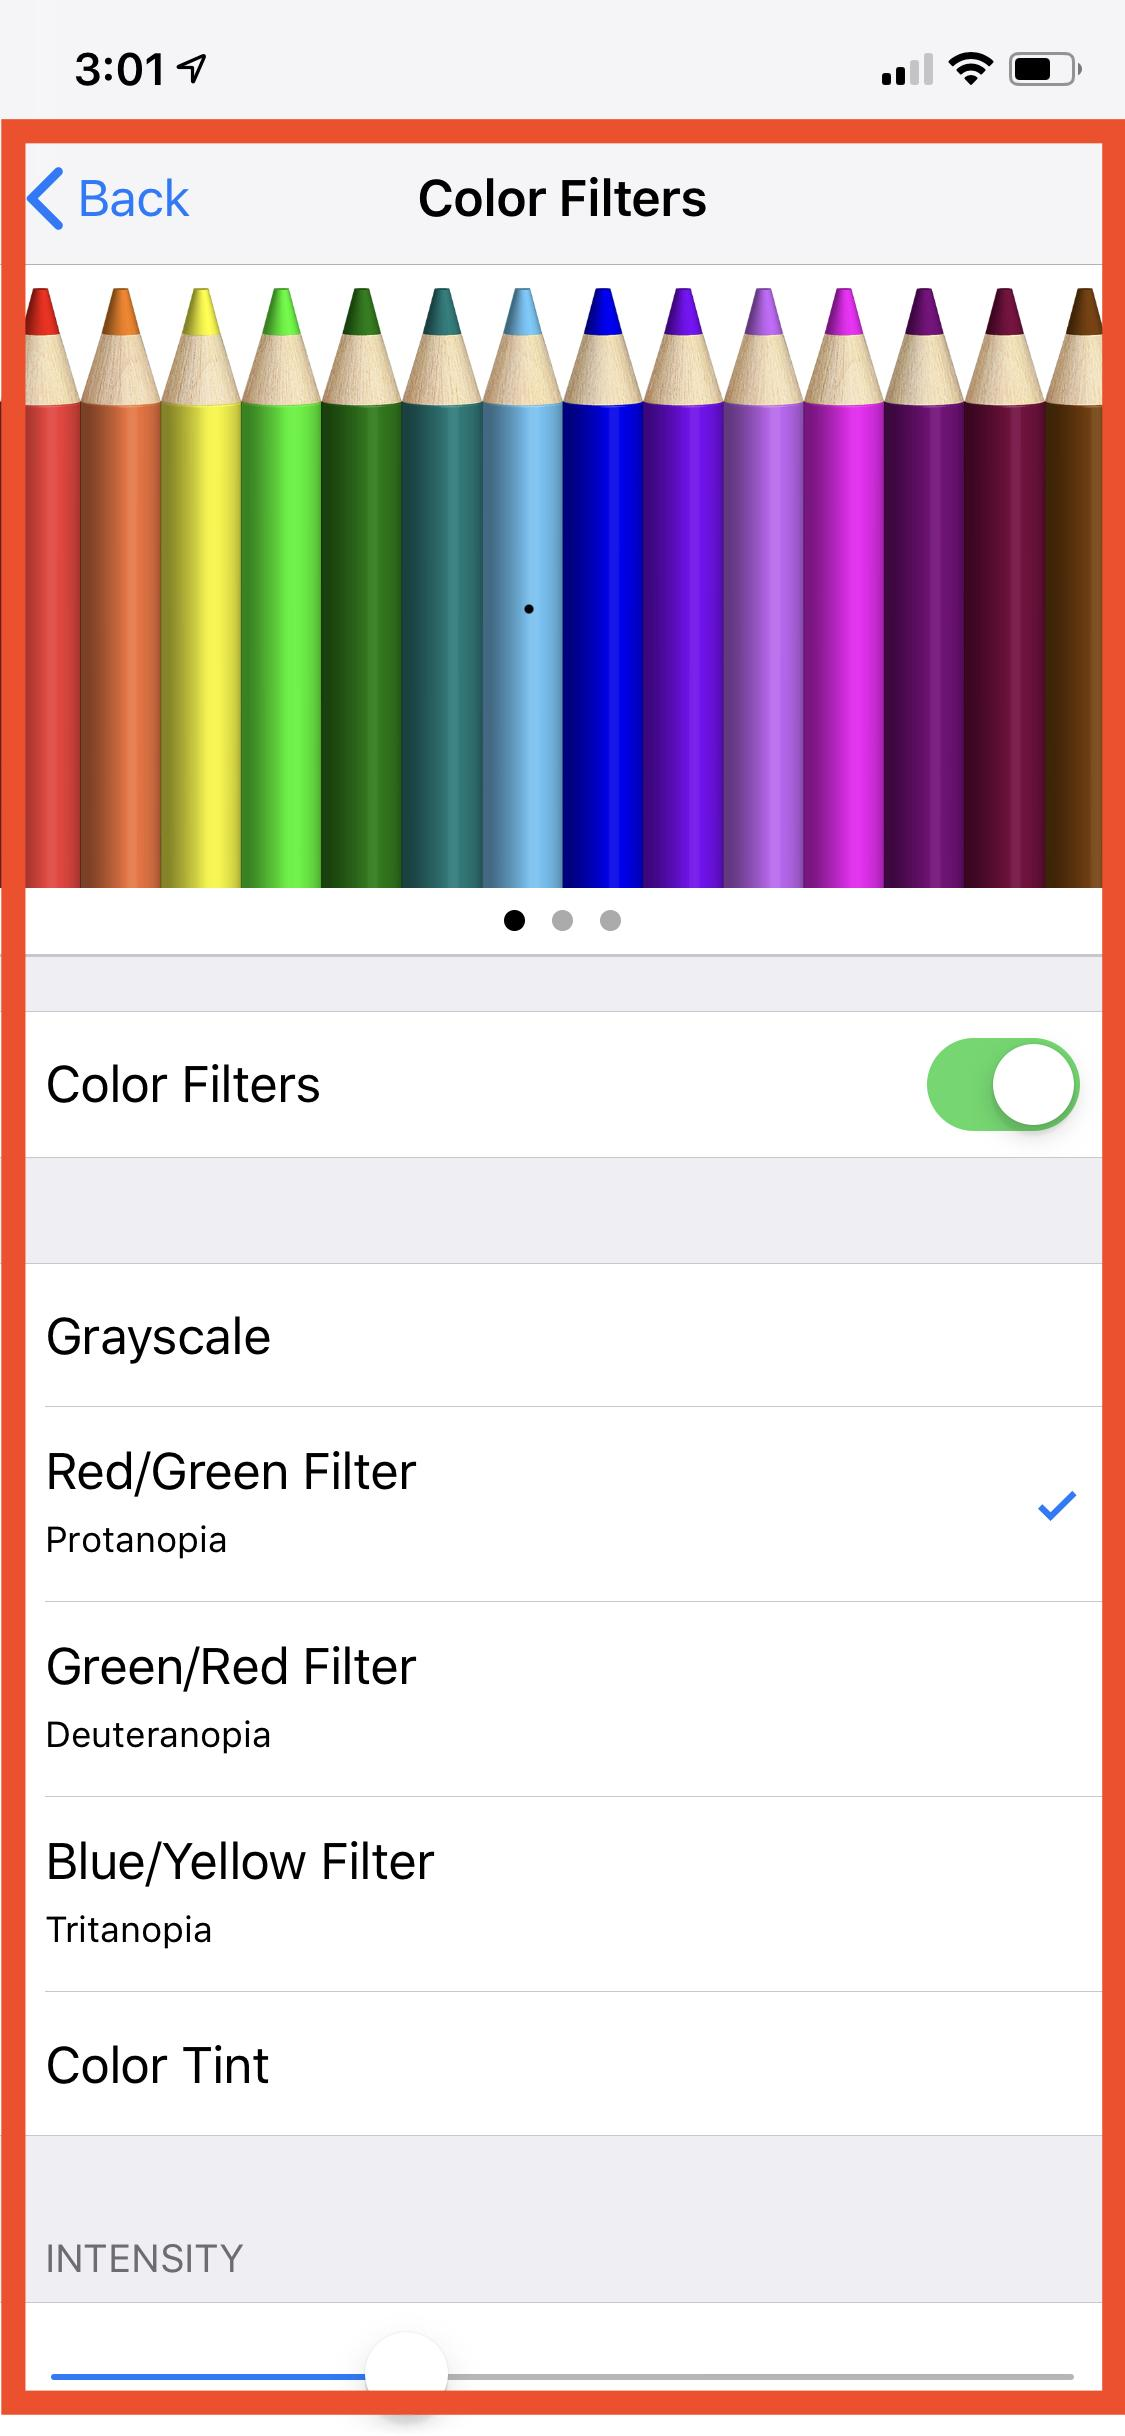 3:01
Back
Color Filters
Color Filters
Grayscale
Red/Green Filter
Protanopia
Green/Red Filter
Deuteranopia
Blue/Yellow Filter
Tritanopia
Color Tint
INTENSITY